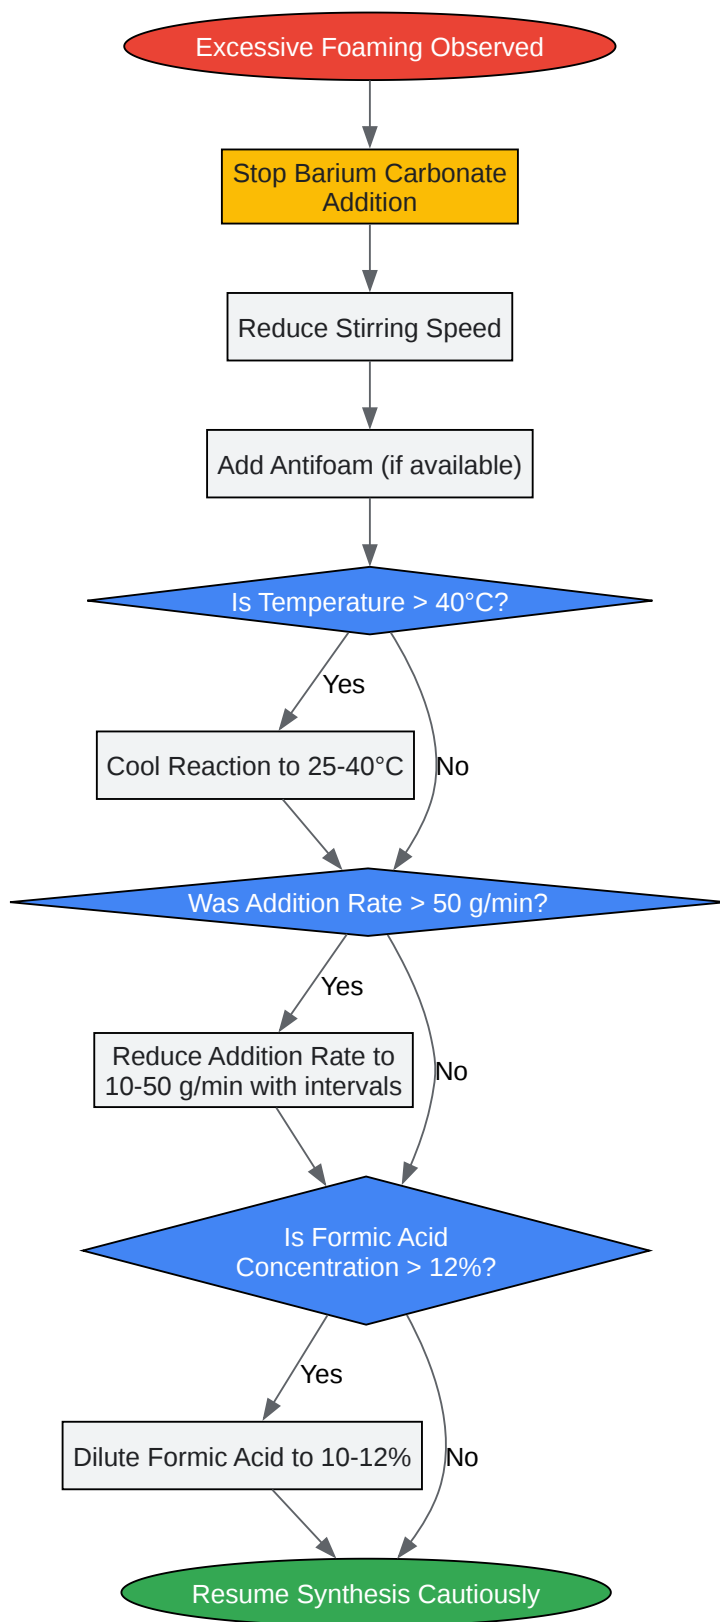 Excessive Foaming Observed
Stop Barium Carbonate
Addition
Reduce Stirring Speed
Add Antifoam (if available)
Is Temperature > 40°C?
Yes
Cool Reaction to 25-40°C
No
Was Addition Rate > 50 g/min?
Yes
Reduce Addition Rate to
10-50 g/min with intervals
No
Is Formic Acid
Concentration > 12%?
Yes
Dilute Formic Acid to 10-12%
No
Resume Synthesis Cautiously